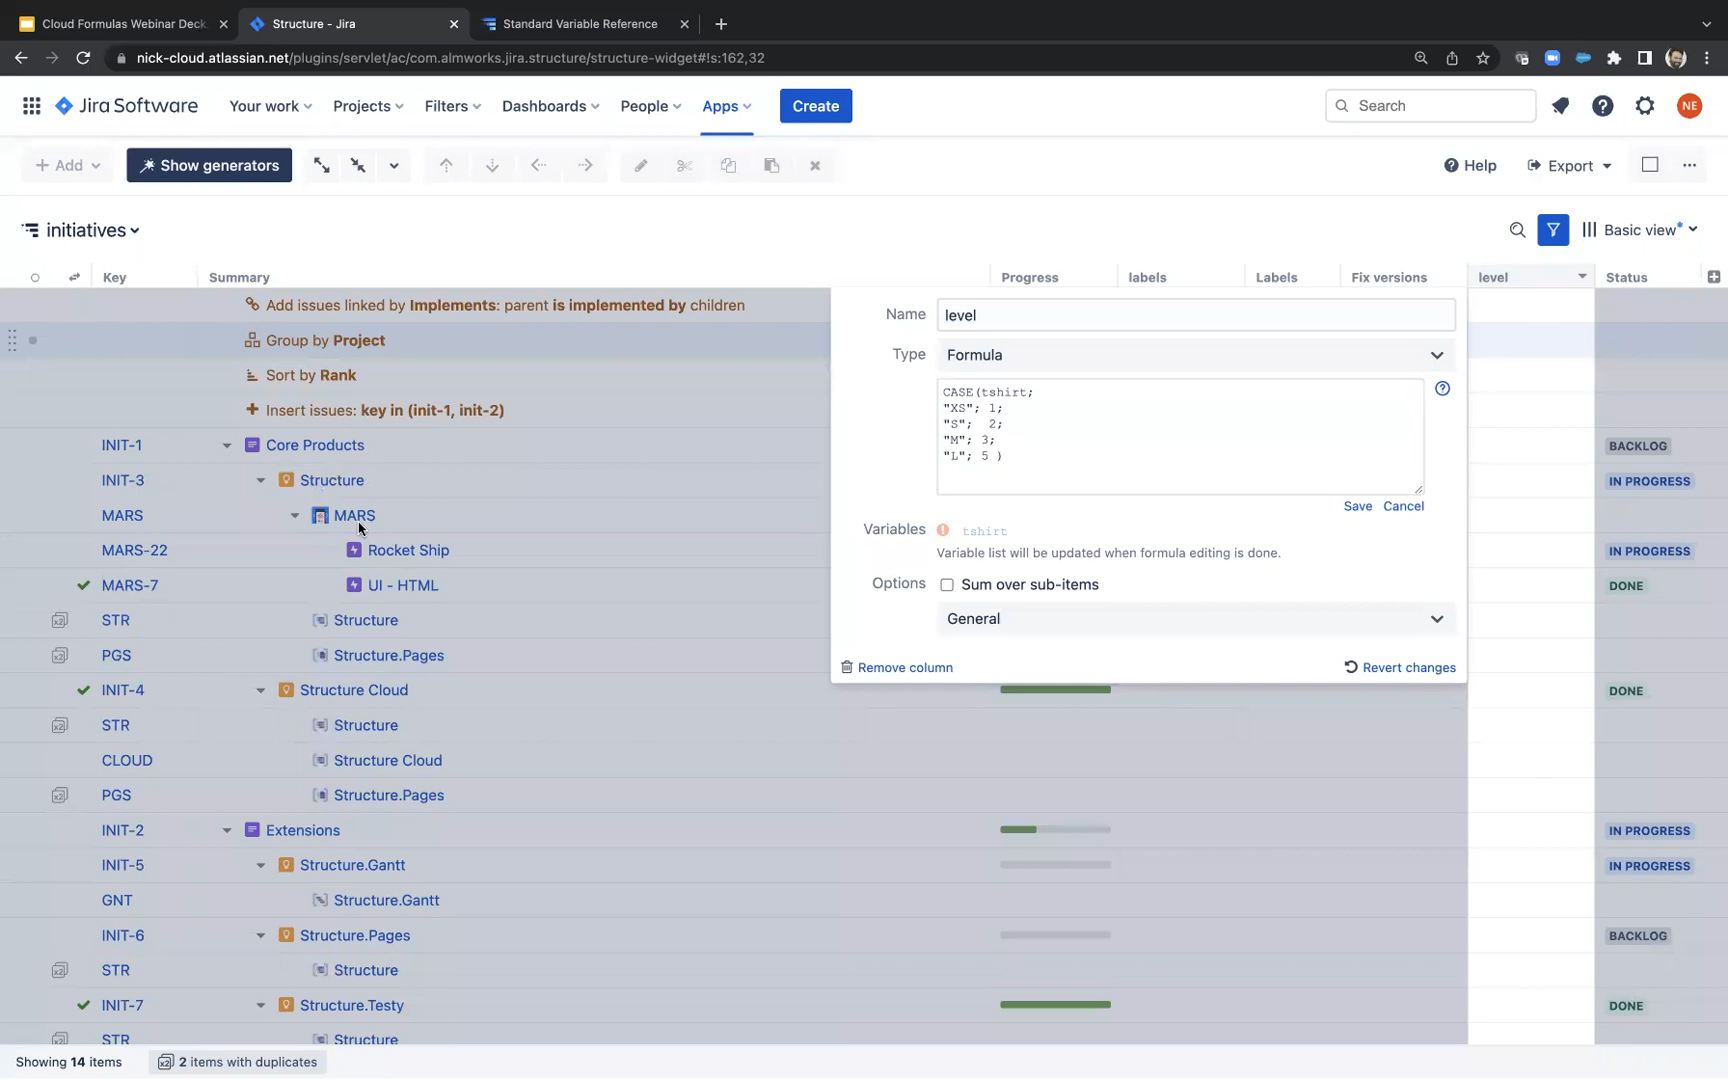 Cloud Formulas Webinar Deck
Structure - Jira
Standard Variable Reference
nick-cloud.atlassian.net/plugins/servlet/ac/com.almworks.jira.structure/structure-widget#!s:162,32
Jira Software
Your work
Projects
Filters
Dashboards
People
Apps
Create
Search
NE
+ Add
Show generators
Help
Export
initiatives
Basic view
Key
Summary
Progress
labels
Labels
Fix versions
level
Status
Add issues linked by Implements: parent is implemented by children
Group by Project
Sort by Rank
Insert issues: key in (init-1, init-2)
INIT-1 Core Products BACKLOG
INIT-3 Structure IN PROGRESS
MARS MARS
MARS-22 Rocket Ship IN PROGRESS
MARS-7 UI - HTML DONE
STR Structure
PGS Structure.Pages
INIT-4 Structure Cloud DONE
STR Structure
CLOUD Structure Cloud
PGS Structure.Pages
INIT-2 Extensions IN PROGRESS
INIT-5 Structure.Gantt IN PROGRESS
GNT Structure.Gantt
INIT-6 Structure.Pages BACKLOG
STR Structure
INIT-7 Structure.Testy DONE
STR Structure
Name level
Type Formula
CASE(tshirt;
"XS"; 1;
"S";  2;
"M"; 3;
"L"; 5 )
Save Cancel
Variables tshirt
Variable list will be updated when formula editing is done.
Options Sum over sub-items
General
Remove column
Revert changes
Showing 14 items
2 items with duplicates